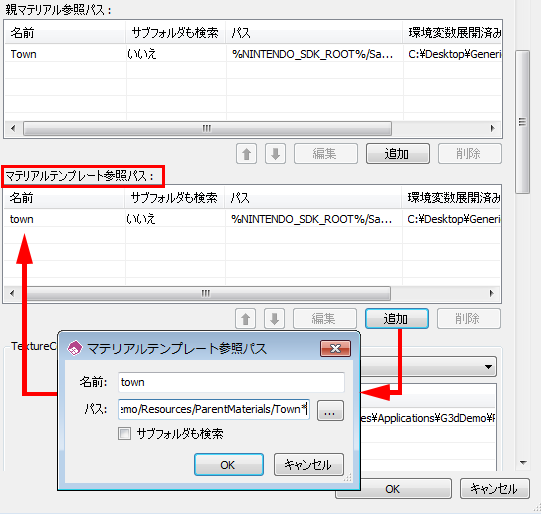 親マテリアル参照パス：
名前 サブフォルダも検索 パス 環境変数展開済み
Town いいえ %NINTENDO_SDK_ROOT%/Sa... C:¥Desktop¥Generi
編集 追加 削除
マテリアルテンプレート参照パス：
名前 サブフォルダも検索 パス 環境変数展開済み
town いいえ %NINTENDO_SDK_ROOT%/Sa... C:¥Desktop¥Generi
編集 追加 削除
TextureC
マテリアルテンプレート参照パス
名前: town
パス: emo/Resources/ParentMaterials/Town* ...
es¥Applications¥G3dDemo¥F
サブフォルダも検索
OK キャンセル
OK キャンセル